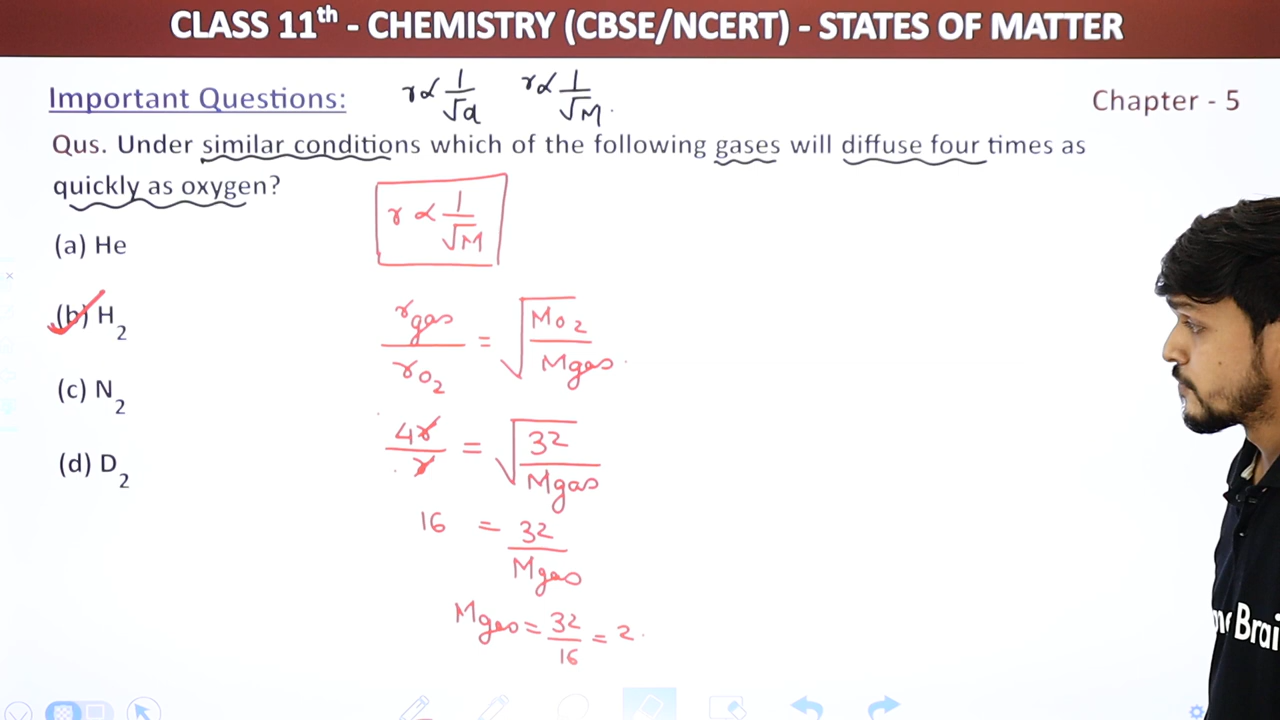 CLASS 11th - CHEMISTRY (CBSE/NCERT) - STATES OF MATTER
Important Questions: r ∝ 1/√d r ∝ 1/√M. Chapter - 5
Qus. Under similar conditions which of the following gases will diffuse four times as
quickly as oxygen?
r ∝ 1/√M
(a) He
(b) H2
(c) N2
(d) D2
rgas/rO2 = √(MO2/Mgas)
4r/r = √(32/Mgas)
16 = 32/Mgas
Mgas = 32/16 = 2
Brai